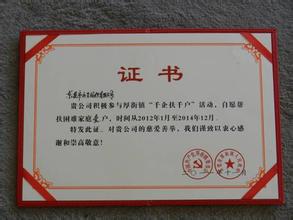 证书
贵公司积极参与厚街镇“千企扶千户”活动，自愿帮
扶困难家庭壹户，时间从2012年1月至2014年12月。
特发此证。对贵公司的慈爱善举，我们谨致以衷心感
谢和崇高敬意！